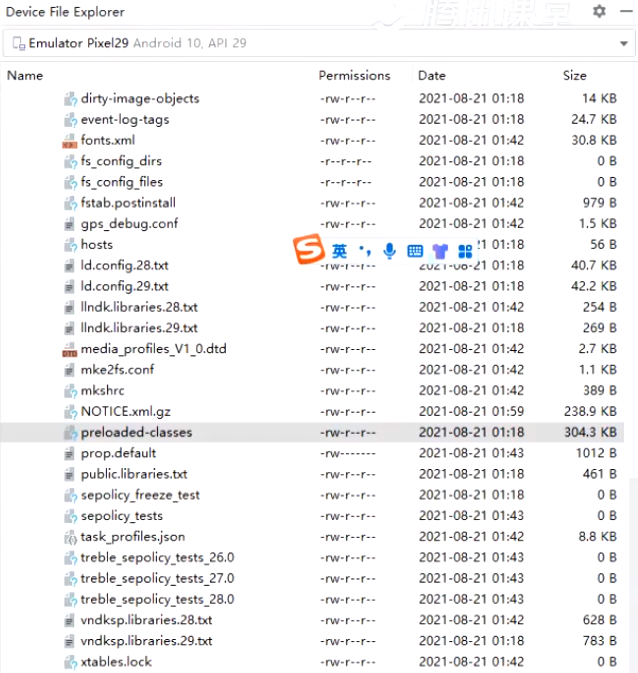 Device File Explorer
腾讯课堂
Emulator Pixel29 Android 10, API 29
Name Permissions Date Size
dirty-image-objects -rw-r--r-- 2021-08-21 01:18 14 KB
event-log-tags -rw-r--r-- 2021-08-21 01:18 24.7 KB
fonts.xml -rw-r--r-- 2021-08-21 01:42 30.8 KB
fs_config_dirs -r--r--r-- 2021-08-21 01:18 0 B
fs_config_files -r--r--r-- 2021-08-21 01:18 0 B
fstab.postinstall -rw-r--r-- 2021-08-21 01:42 979 B
gps_debug.conf -rw-r--r-- 2021-08-21 01:42 1.5 KB
hosts 英 01:18 56 B
ld.config.28.txt -rw-r--r-- 2021-08-21 01:18 40.7 KB
ld.config.29.txt -rw-r--r-- 2021-08-21 01:18 42.2 KB
llndk.libraries.28.txt -rw-r--r-- 2021-08-21 01:42 254 B
llndk.libraries.29.txt -rw-r--r-- 2021-08-21 01:18 269 B
media_profiles_V1_0.dtd -rw-r--r-- 2021-08-21 01:42 2.7 KB
mke2fs.conf -rw-r--r-- 2021-08-21 01:42 1.1 KB
mkshrc -rw-r--r-- 2021-08-21 01:42 389 B
NOTICE.xml.gz -rw-r--r-- 2021-08-21 01:59 238.9 KB
preloaded-classes -rw-r--r-- 2021-08-21 01:18 304.3 KB
prop.default -rw------- 2021-08-21 01:43 1012 B
public.libraries.txt -rw-r--r-- 2021-08-21 01:18 461 B
sepolicy_freeze_test -rw-r--r-- 2021-08-21 01:18 0 B
sepolicy_tests -rw-r--r-- 2021-08-21 01:43 0 B
task_profiles.json -rw-r--r-- 2021-08-21 01:42 8.8 KB
treble_sepolicy_tests_26.0 -rw-r--r-- 2021-08-21 01:43 0 B
treble_sepolicy_tests_27.0 -rw-r--r-- 2021-08-21 01:43 0 B
treble_sepolicy_tests_28.0 -rw-r--r-- 2021-08-21 01:43 0 B
vndksp.libraries.28.txt -rw-r--r-- 2021-08-21 01:42 628 B
vndksp.libraries.29.txt -rw-r--r-- 2021-08-21 01:18 783 B
xtables.lock -rw-r--r-- 2021-08-21 01:42 0 B